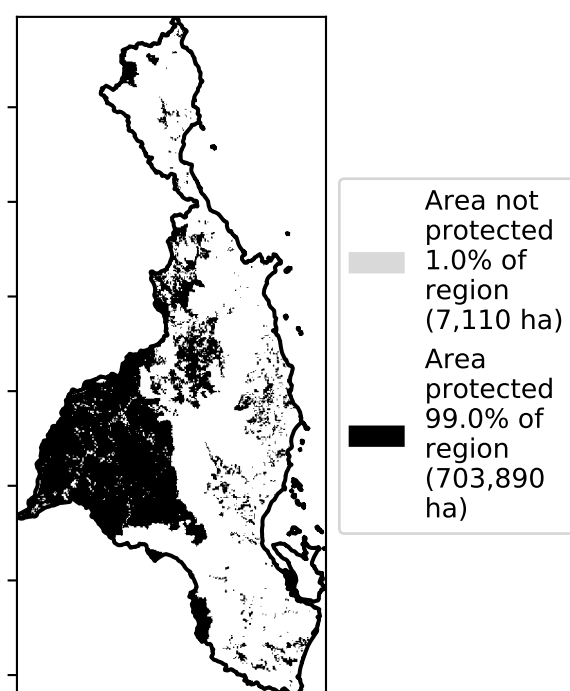 Area not
protected
1.0% of
region
(7,110 ha)
Area
protected
99.0% of
region
(703,890
ha)